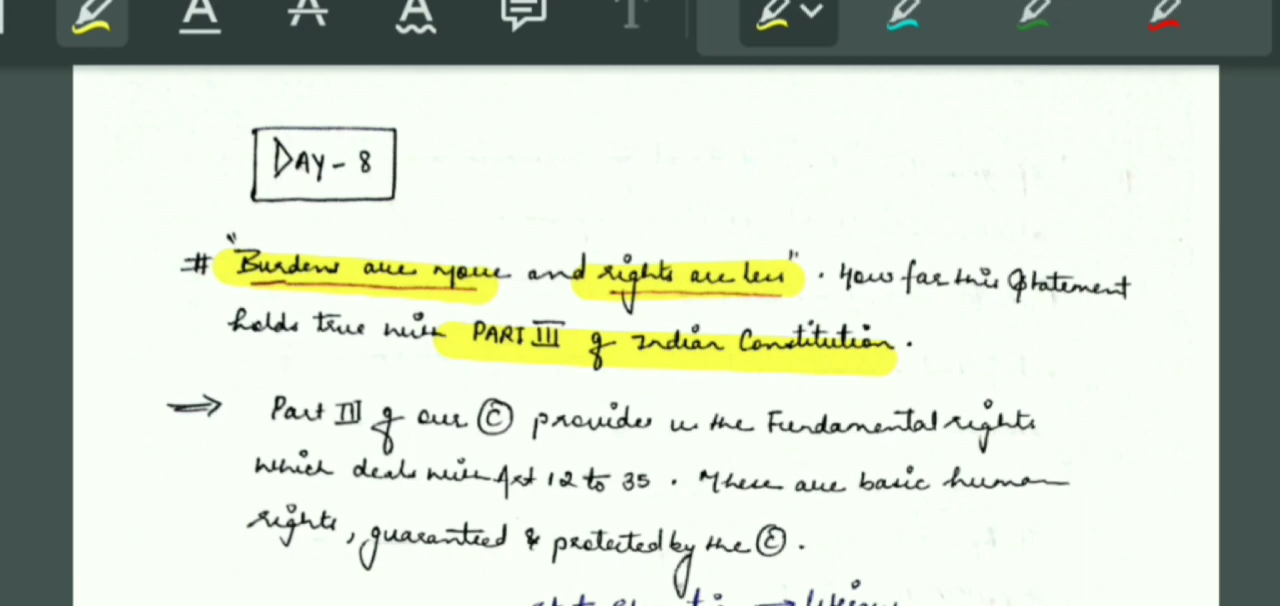 DAY - 8
# "Burdens are more and rights are less". How far this statement
holds true with PART III of Indian Constitution.
⇒ Part III of our Ⓒ provides us the Fundamental rights
which deals with Art 12 to 35. These are basic human
rights, guaranteed & protected by the Ⓒ.